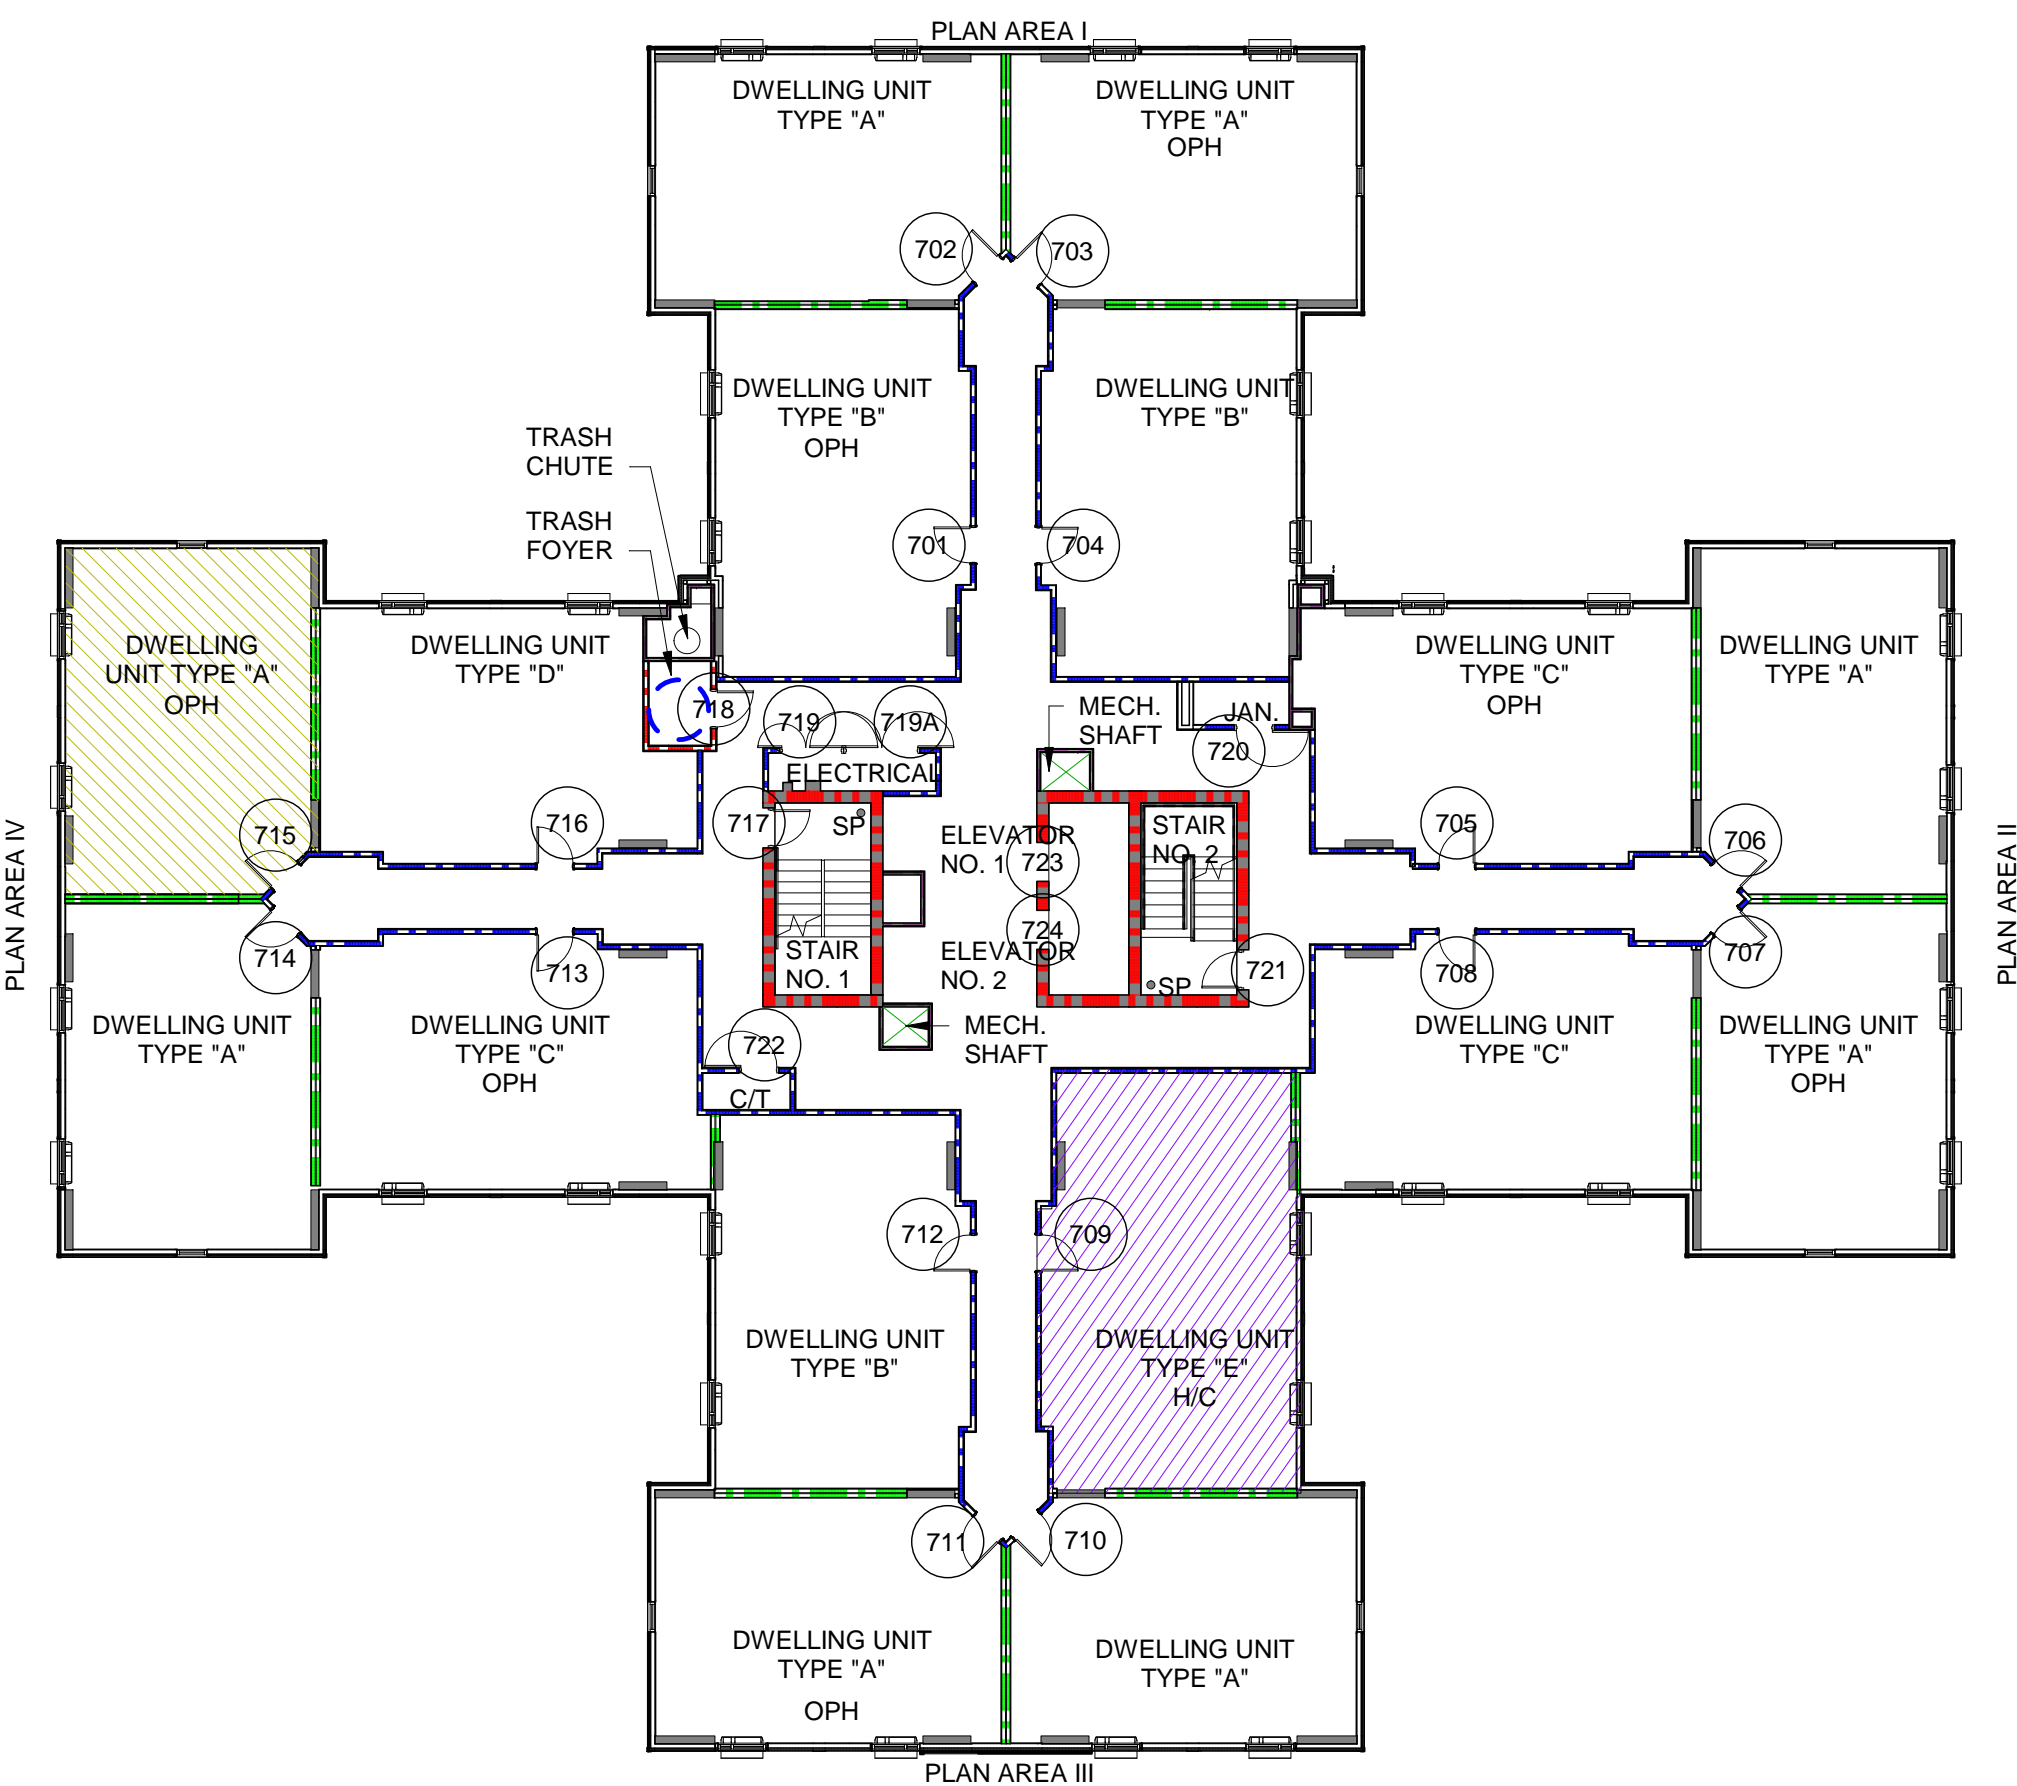 PLAN AREA I
DWELLING UNIT
TYPE "A"
DWELLING UNIT
TYPE "A"
OPH
702
703
DWELLING UNIT
TYPE "B"
OPH
DWELLING UNIT
TYPE "B"
TRASH
CHUTE
TRASH
FOYER
701
704
DWELLING
UNIT TYPE "A"
OPH
DWELLING UNIT
TYPE "D"
718
719
719A
ELECTRICAL
MECH.
SHAFT
JAN.
720
DWELLING UNIT
TYPE "C"
OPH
DWELLING UNIT
TYPE "A"
715
716
717
SP
ELEVATOR
NO. 1
723
STAIR
NO. 2
705
706
PLAN AREA IV
PLAN AREA II
714
713
STAIR
NO. 1
724
ELEVATOR
NO. 2
SP
721
708
707
DWELLING UNIT
TYPE "A"
DWELLING UNIT
TYPE "C"
OPH
722
C/T
MECH.
SHAFT
DWELLING UNIT
TYPE "C"
DWELLING UNIT
TYPE "A"
OPH
712
709
DWELLING UNIT
TYPE "B"
DWELLING UNIT
TYPE "E"
H/C
711
710
DWELLING UNIT
TYPE "A"
OPH
DWELLING UNIT
TYPE "A"
PLAN AREA III